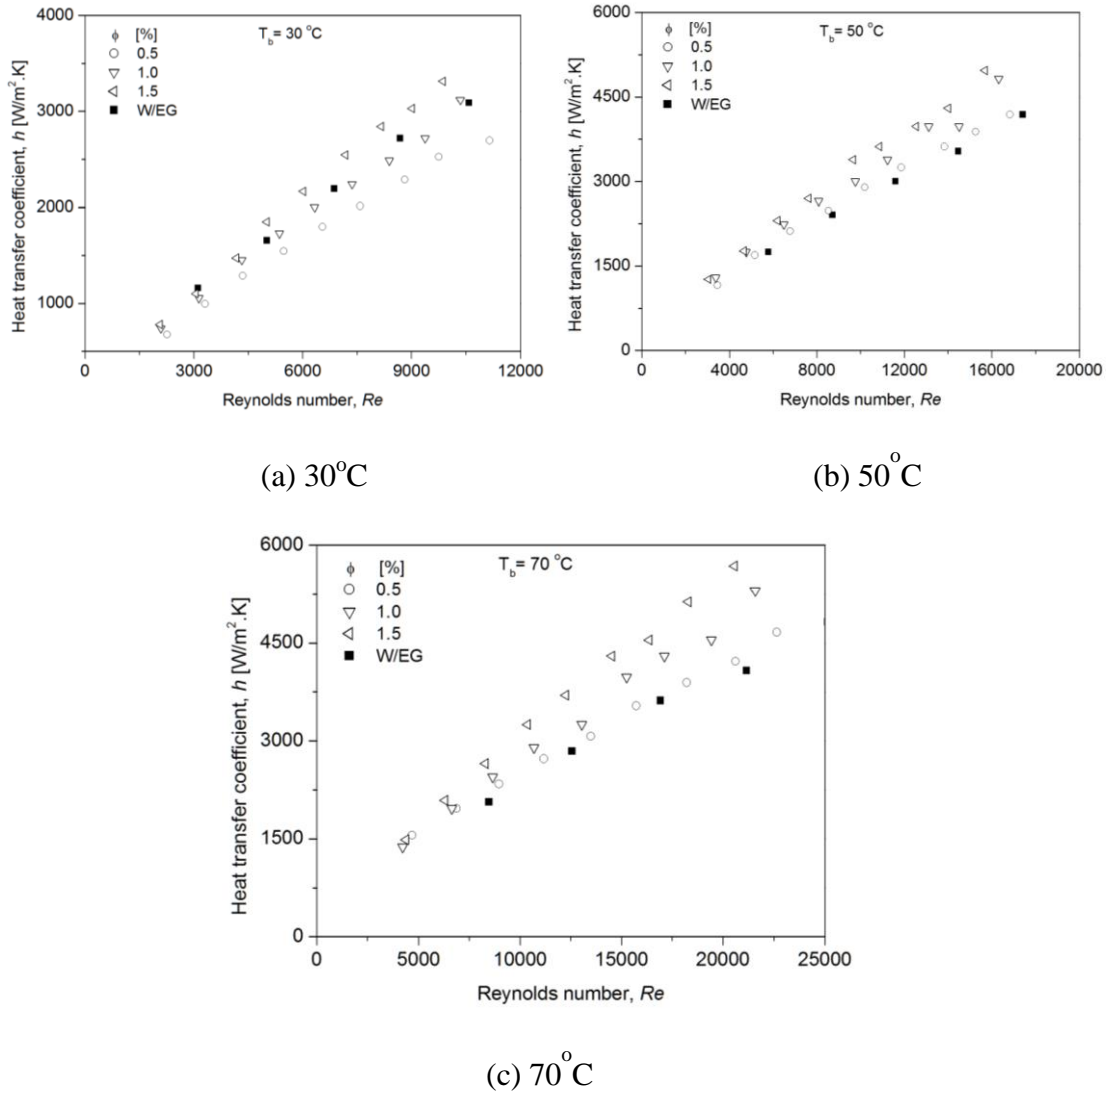 4000
3000
2000
1000
ϕ [%]
0.5
1.0
1.5
W/EG
T_b= 30 °C
Heat transfer coefficient, h [W/m².K]
0 3000 6000 9000 12000
Reynolds number, Re
(a) 30°C
6000
4500
3000
1500
0
ϕ [%]
0.5
1.0
1.5
W/EG
T_b= 50 °C
Heat transfer coefficient, h [W/m².K]
0 4000 8000 12000 16000 20000
Reynolds number, Re
(b) 50°C
6000
4500
3000
1500
0
ϕ [%]
0.5
1.0
1.5
W/EG
T_b= 70 °C
Heat transfer coefficient, h [W/m².K]
0 5000 10000 15000 20000 25000
Reynolds number, Re
(c) 70°C